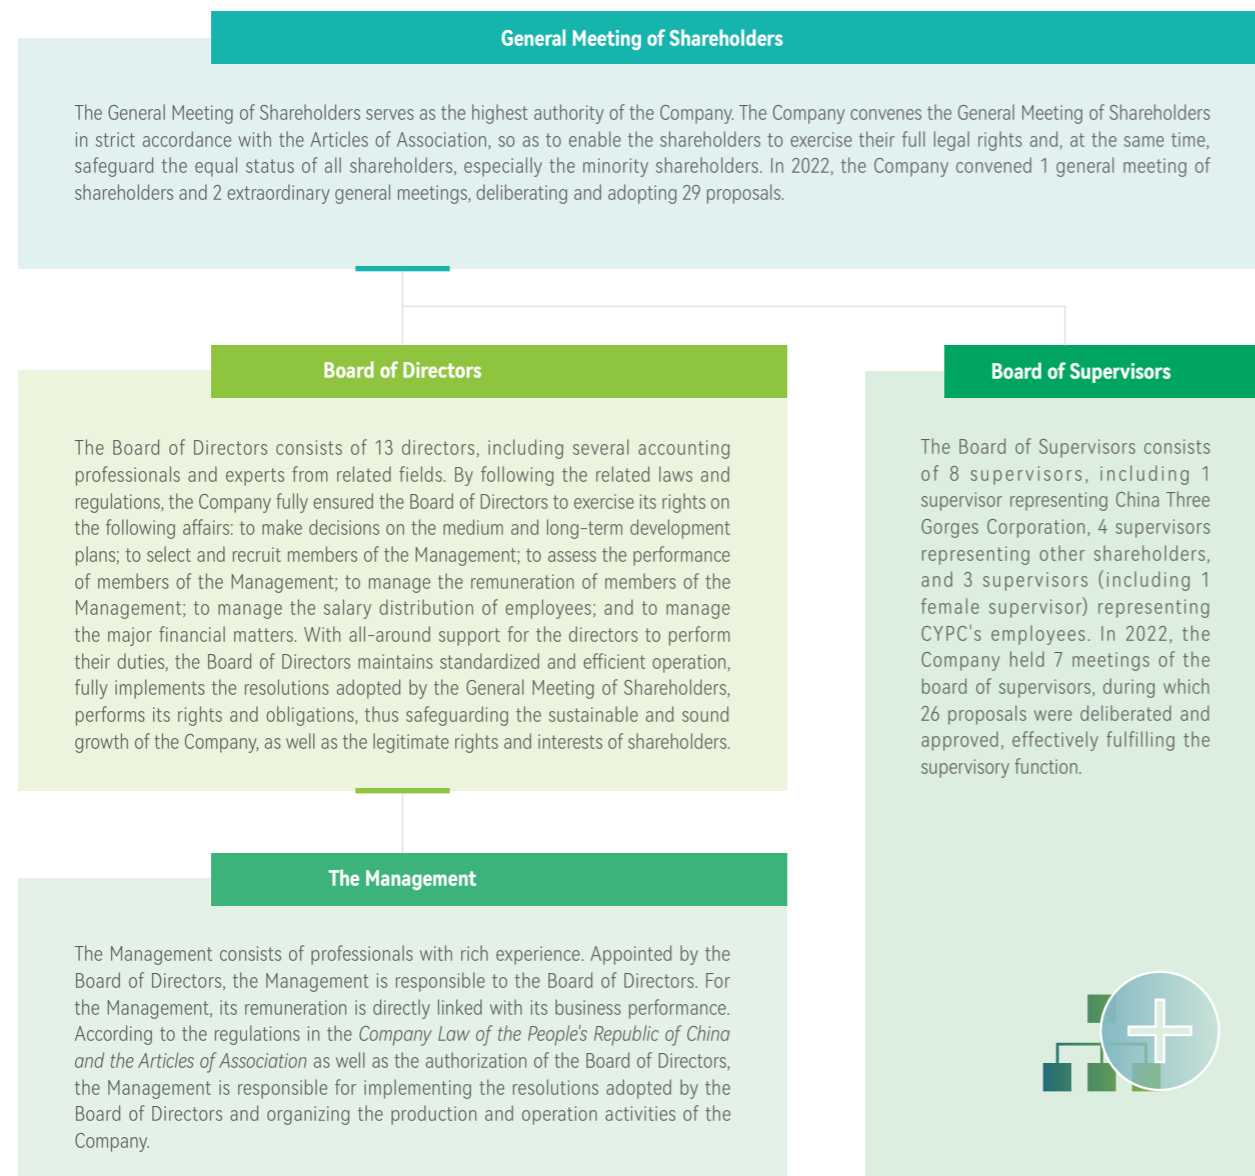 General Meeting of Shareholders
The General Meeting of Shareholders serves as the highest authority of the Company. The Company convenes the General Meeting of Shareholders
in strict accordance with the Articles of Association, so as to enable the shareholders to exercise their full legal rights and, at the same time,
safeguard the equal status of all shareholders, especially the minority shareholders. In 2022, the Company convened 1 general meeting of
shareholders and 2 extraordinary general meetings, deliberating and adopting 29 proposals.
Board of Directors
The Board of Directors consists of 13 directors, including several accounting
professionals and experts from related fields. By following the related laws and
regulations, the Company fully ensured the Board of Directors to exercise its rights on
the following affairs: to make decisions on the medium and long-term development
plans; to select and recruit members of the Management; to assess the performance
of members of the Management; to manage the remuneration of members of the
Management; to manage the salary distribution of employees; and to manage
the major financial matters. With all-around support for the directors to perform
their duties, the Board of Directors maintains standardized and efficient operation,
fully implements the resolutions adopted by the General Meeting of Shareholders,
performs its rights and obligations, thus safeguarding the sustainable and sound
growth of the Company, as well as the legitimate rights and interests of shareholders.
Board of Supervisors
The Board of Supervisors consists
of 8 supervisors, including 1
supervisor representing China Three
Gorges Corporation, 4 supervisors
representing other shareholders,
and 3 supervisors (including 1
female supervisor) representing
CYPC's employees. In 2022, the
Company held 7 meetings of the
board of supervisors, during which
26 proposals were deliberated and
approved, effectively fulfilling the
supervisory function.
The Management
The Management consists of professionals with rich experience. Appointed by the
Board of Directors, the Management is responsible to the Board of Directors. For
the Management, its remuneration is directly linked with its business performance.
According to the regulations in the Company Law of the People's Republic of China
and the Articles of Association as well as the authorization of the Board of Directors,
the Management is responsible for implementing the resolutions adopted by the
Board of Directors and organizing the production and operation activities of the
Company.